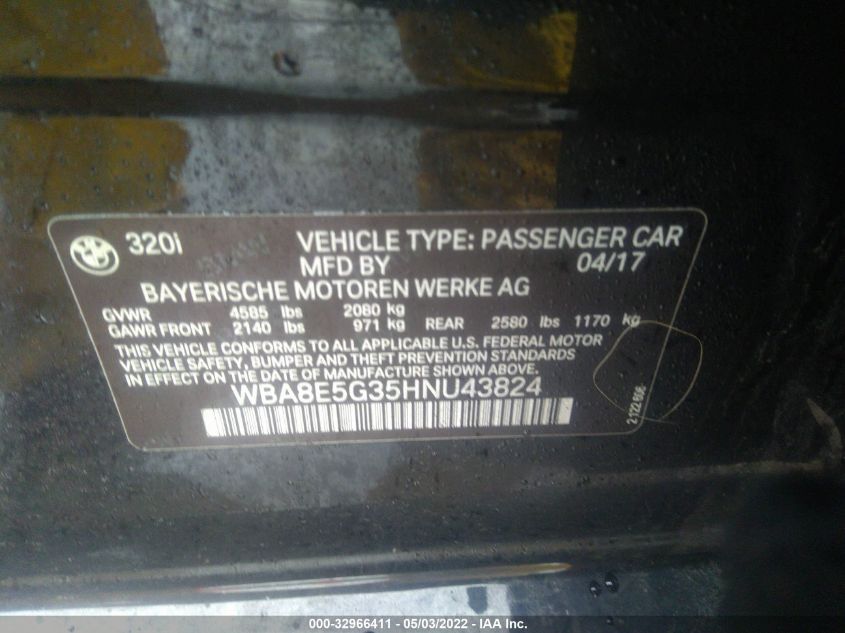 320i VEHICLE TYPE: PASSENGER CAR
MFD BY 04/17
BAYERISCHE MOTOREN WERKE AG
GVWR 4585 lbs 2080 kg
GAWR FRONT 2140 lbs 971 kg REAR 2580 lbs 1170 kg
THIS VEHICLE CONFORMS TO ALL APPLICABLE U.S. FEDERAL MOTOR
VEHICLE SAFETY, BUMPER AND THEFT PREVENTION STANDARDS
IN EFFECT ON THE DATE OF MANUFACTURE SHOWN ABOVE.
WBA8E5G35HNU43824
2 122 606
000-32966411 - 05/03/2022 - IAA Inc.